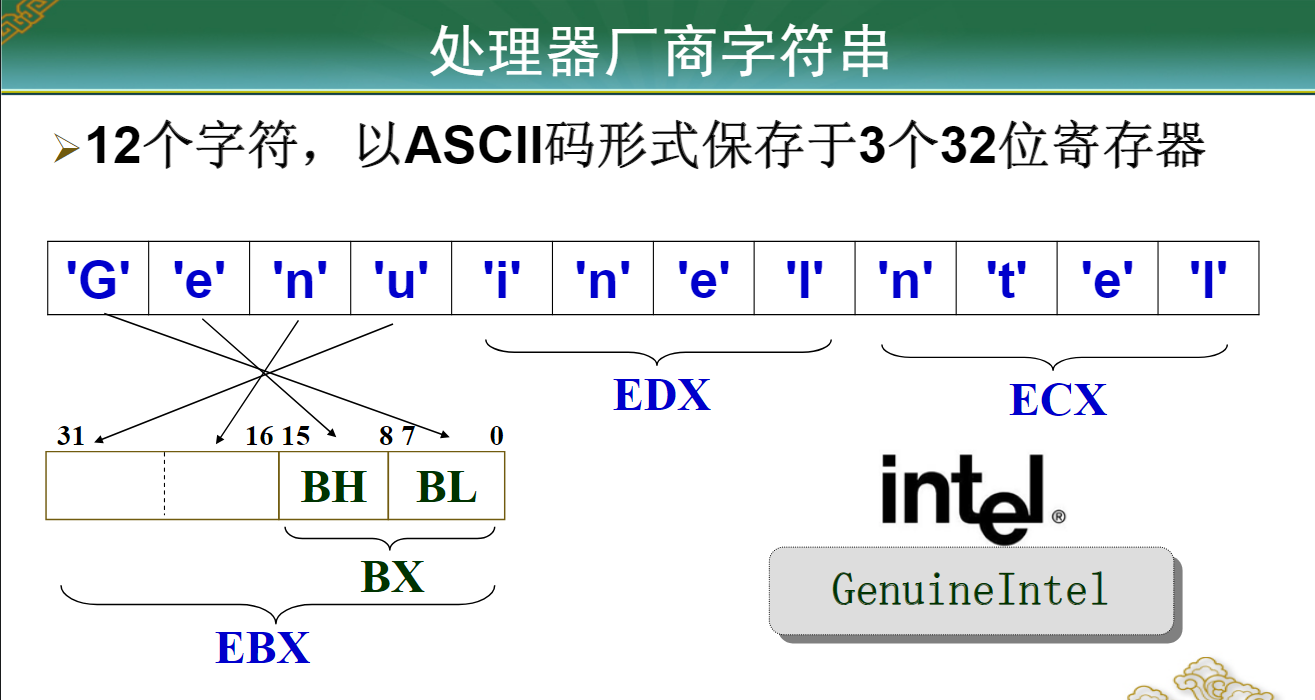 处理器厂商字符串
12个字符，以ASCII码形式保存于3个32位寄存器
'G' 'e' 'n' 'u' 'i' 'n' 'e' 'l' 'n' 't' 'e' 'l'
EDX
ECX
31 16 15 8 7 0
BH BL
BX
EBX
intel®
GenuineIntel